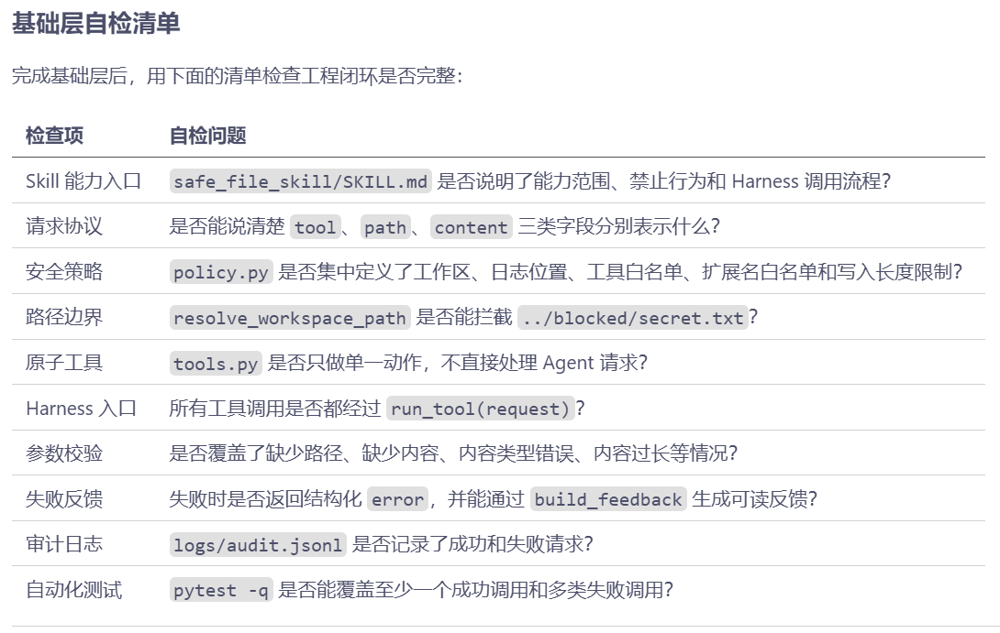 基础层自检清单
完成基础层后，用下面的清单检查工程闭环是否完整：
检查项 自检问题
Skill 能力入口 safe_file_skill/SKILL.md 是否说明了能力范围、禁止行为和 Harness 调用流程？
请求协议 是否能说清楚 tool、path、content 三类字段分别表示什么？
安全策略 policy.py 是否集中定义了工作区、日志位置、工具白名单、扩展名白名单和写入长度限制？
路径边界 resolve_workspace_path 是否能拦截 ../blocked/secret.txt？
原子工具 tools.py 是否只做单一动作，不直接处理 Agent 请求？
Harness 入口 所有工具调用是否都经过 run_tool(request)？
参数校验 是否覆盖了缺少路径、缺少内容、内容类型错误、内容过长等情况？
失败反馈 失败时是否返回结构化 error，并能通过 build_feedback 生成可读反馈？
审计日志 logs/audit.jsonl 是否记录了成功和失败请求？
自动化测试 pytest -q 是否能覆盖至少一个成功调用和多类失败调用？